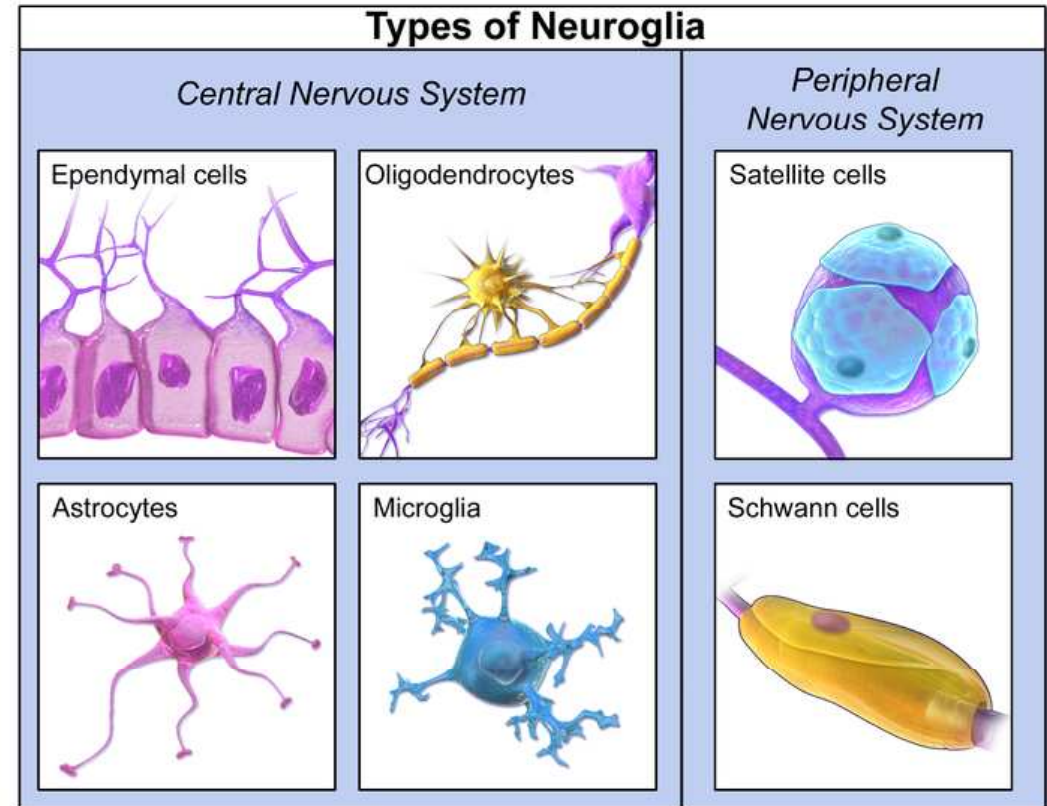 Types of Neuroglia
Central Nervous System
Peripheral
Nervous System
Ependymal cells
Oligodendrocytes
Satellite cells
Astrocytes
Microglia
Schwann cells